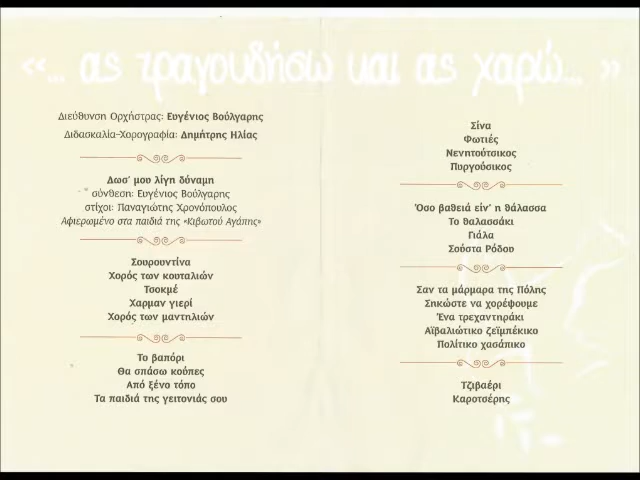 «... ας τραγουδήσω και ας χαρώ... »
Διεύθυνση Ορχήστρας: Ευγένιος Βούλγαρης
Διδασκαλία-Χορογραφία: Δημήτρης Ηλίας
Δωσ' μου λίγη δύναμη
σύνθεση: Ευγένιος Βούλγαρης
στίχοι: Παναγιώτης Χρονόπουλος
Αφιερωμένο στα παιδιά της «Κιβωτού Αγάπης»
Σουρουντίνα
Χορός των κουταλιών
Τσοκμέ
Χαρμαν γιερί
Χορός των μαντηλιών
Το βαπόρι
Θα σπάσω κούπες
Από ξένο τόπο
Τα παιδιά της γειτονιάς σου
Σίνα
Φωτιές
Νενητούτσικος
Πυργούσικος
Όσο βαθειά είν' η θάλασσα
Το θαλασσάκι
Γιάλα
Σούστα Ρόδου
Σαν τα μάρμαρα της Πόλης
Σηκώστε να χορέψουμε
Ένα τρεχαντηράκι
Αϊβαλιώτικο ζεϊμπέκικο
Πολίτικο χασάπικο
Τζιβαέρι
Καροτσέρης